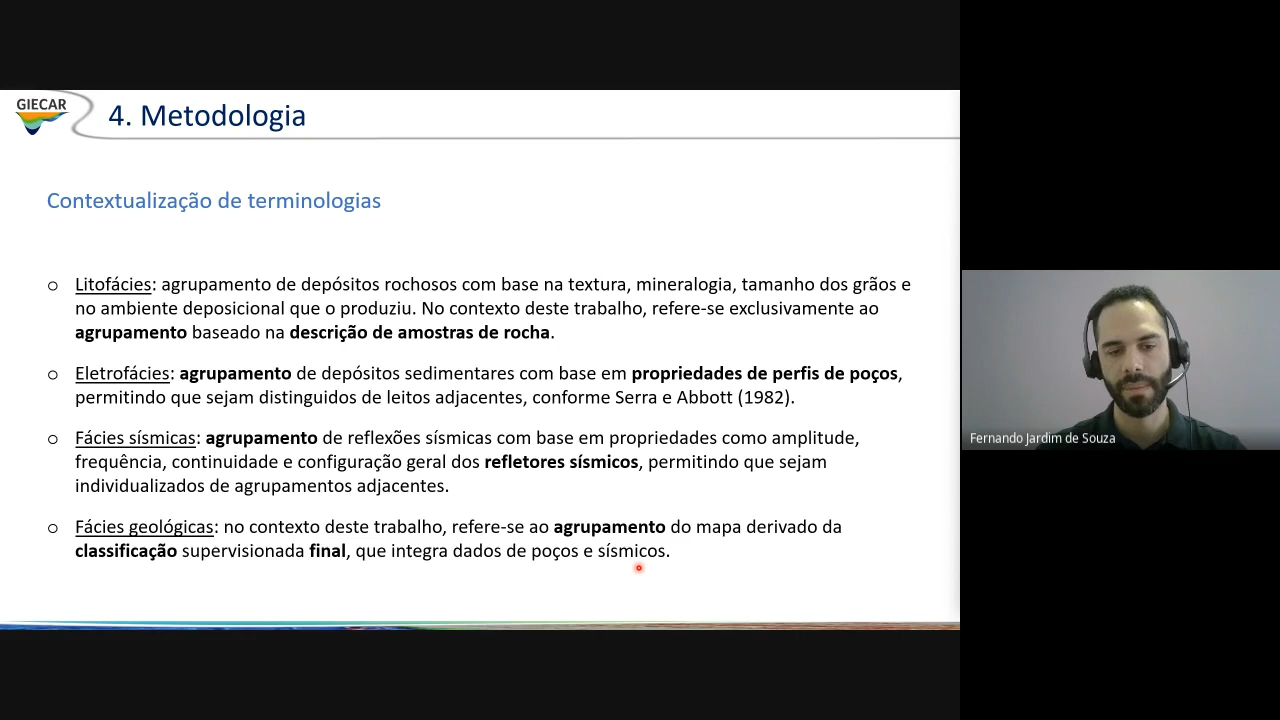 GIECAR
4. Metodologia
Contextualização de terminologias
o Litofácies: agrupamento de depósitos rochosos com base na textura, mineralogia, tamanho dos grãos e
no ambiente deposicional que o produziu. No contexto deste trabalho, refere-se exclusivamente ao
agrupamento baseado na descrição de amostras de rocha.
o Eletrofácies: agrupamento de depósitos sedimentares com base em propriedades de perfis de poços,
permitindo que sejam distinguidos de leitos adjacentes, conforme Serra e Abbott (1982).
o Fácies sísmicas: agrupamento de reflexões sísmicas com base em propriedades como amplitude,
frequência, continuidade e configuração geral dos refletores sísmicos, permitindo que sejam
individualizados de agrupamentos adjacentes.
o Fácies geológicas: no contexto deste trabalho, refere-se ao agrupamento do mapa derivado da
classificação supervisionada final, que integra dados de poços e sísmicos.
Fernando Jardim de Souza